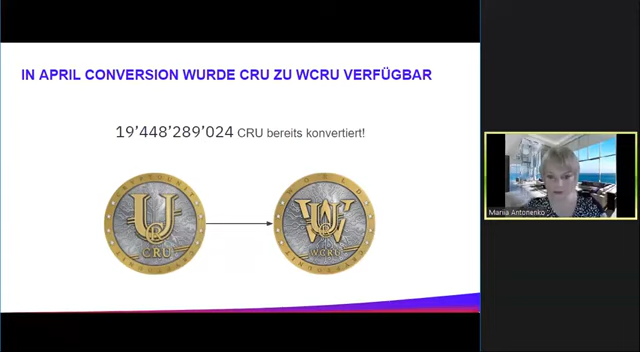 IN APRIL CONVERSION WURDE CRU ZU WCRU VERFÜGBAR
19’448’289’024 CRU bereits konvertiert!
CRU
WORLD
WCRU
Mariia Antonenko